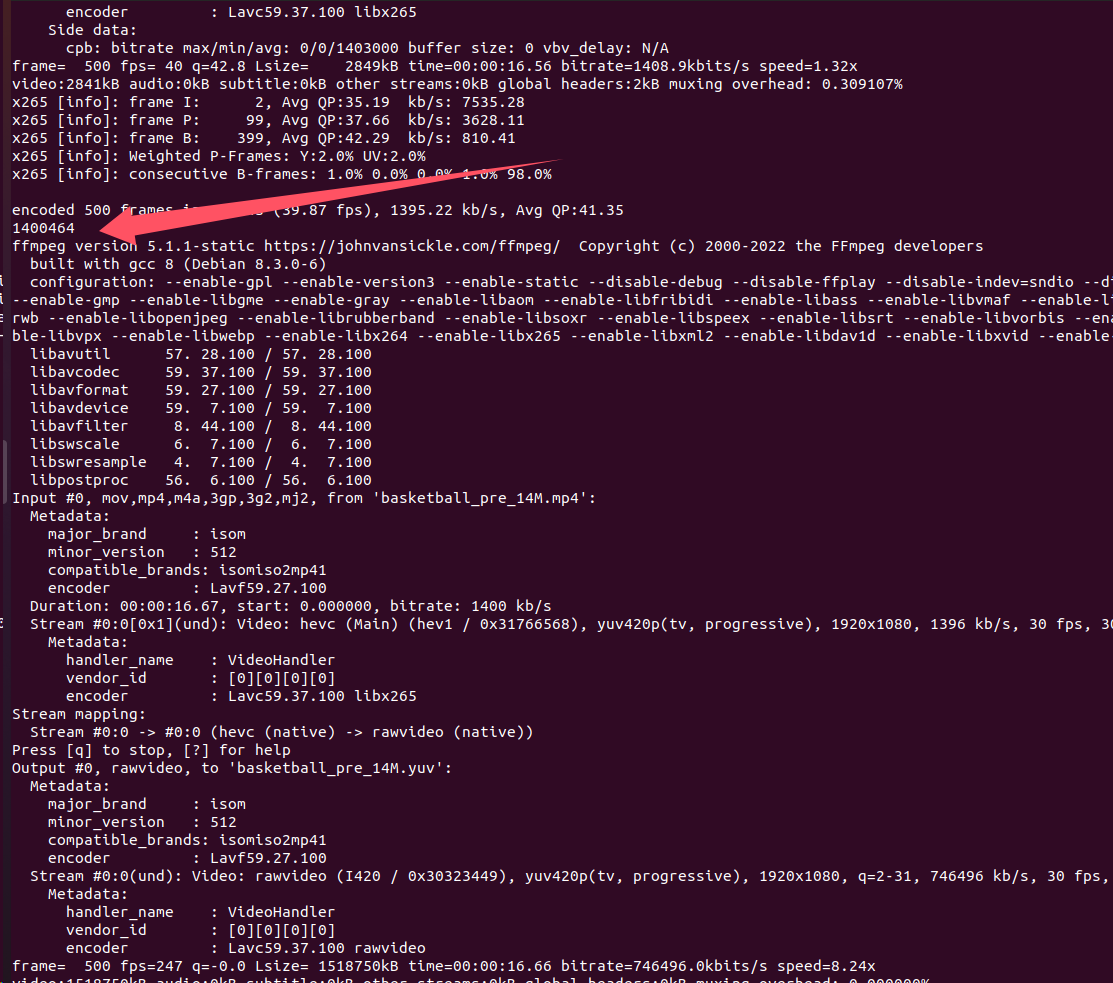 encoder : Lavc59.37.100 libx265
Side data:
cpb: bitrate max/min/avg: 0/0/1403000 buffer size: 0 vbv_delay: N/A
frame= 500 fps= 40 q=42.8 Lsize= 2849kB time=00:00:16.56 bitrate=1408.9kbits/s speed=1.32x
video:2841kB audio:0kB subtitle:0kB other streams:0kB global headers:2kB muxing overhead: 0.309107%
x265 [info]: frame I: 2, Avg QP:35.19 kb/s: 7535.28
x265 [info]: frame P: 99, Avg QP:37.66 kb/s: 3628.11
x265 [info]: frame B: 399, Avg QP:42.29 kb/s: 810.41
x265 [info]: Weighted P-Frames: Y:2.0% UV:2.0%
x265 [info]: consecutive B-frames: 1.0% 0.0% 0.0% 1.0% 98.0%
encoded 500 frames (39.87 fps), 1395.22 kb/s, Avg QP:41.35
1400464
ffmpeg version 5.1.1-static https://johnvansickle.com/ffmpeg/ Copyright (c) 2000-2022 the FFmpeg developers
built with gcc 8 (Debian 8.3.0-6)
configuration: --enable-gpl --enable-version3 --enable-static --disable-debug --disable-ffplay --disable-indev=sndio --di
--enable-gmp --enable-libgme --enable-gray --enable-libaom --enable-libfribidi --enable-libass --enable-libvmaf --enable-li
rwb --enable-libopenjpeg --enable-librubberband --enable-libsoxr --enable-libspeex --enable-libsrt --enable-libvorbis --ena
ble-libvpx --enable-libwebp --enable-libx264 --enable-libx265 --enable-libxml2 --enable-libdav1d --enable-libxvid --enable-
libavutil 57. 28.100 / 57. 28.100
libavcodec 59. 37.100 / 59. 37.100
libavformat 59. 27.100 / 59. 27.100
libavdevice 59. 7.100 / 59. 7.100
libavfilter 8. 44.100 / 8. 44.100
libswscale 6. 7.100 / 6. 7.100
libswresample 4. 7.100 / 4. 7.100
libpostproc 56. 6.100 / 56. 6.100
Input #0, mov,mp4,m4a,3gp,3g2,mj2, from 'basketball_pre_14M.mp4':
Metadata:
major_brand : isom
minor_version : 512
compatible_brands: isomiso2mp41
encoder : Lavf59.27.100
Duration: 00:00:16.67, start: 0.000000, bitrate: 1400 kb/s
Stream #0:0[0x1](und): Video: hevc (Main) (hev1 / 0x31766568), yuv420p(tv, progressive), 1920x1080, 1396 kb/s, 30 fps, 30
Metadata:
handler_name : VideoHandler
vendor_id : [0][0][0][0]
encoder : Lavc59.37.100 libx265
Stream mapping:
Stream #0:0 -> #0:0 (hevc (native) -> rawvideo (native))
Press [q] to stop, [?] for help
Output #0, rawvideo, to 'basketball_pre_14M.yuv':
Metadata:
major_brand : isom
minor_version : 512
compatible_brands: isomiso2mp41
encoder : Lavf59.27.100
Stream #0:0(und): Video: rawvideo (I420 / 0x30323449), yuv420p(tv, progressive), 1920x1080, q=2-31, 746496 kb/s, 30 fps,
Metadata:
handler_name : VideoHandler
vendor_id : [0][0][0][0]
encoder : Lavc59.37.100 rawvideo
frame= 500 fps=247 q=-0.0 Lsize= 1518750kB time=00:00:16.66 bitrate=746496.0kbits/s speed=8.24x
video:1518750kB audio:0kB subtitle:0kB other streams:0kB global headers:0kB muxing overhead: 0.000000%